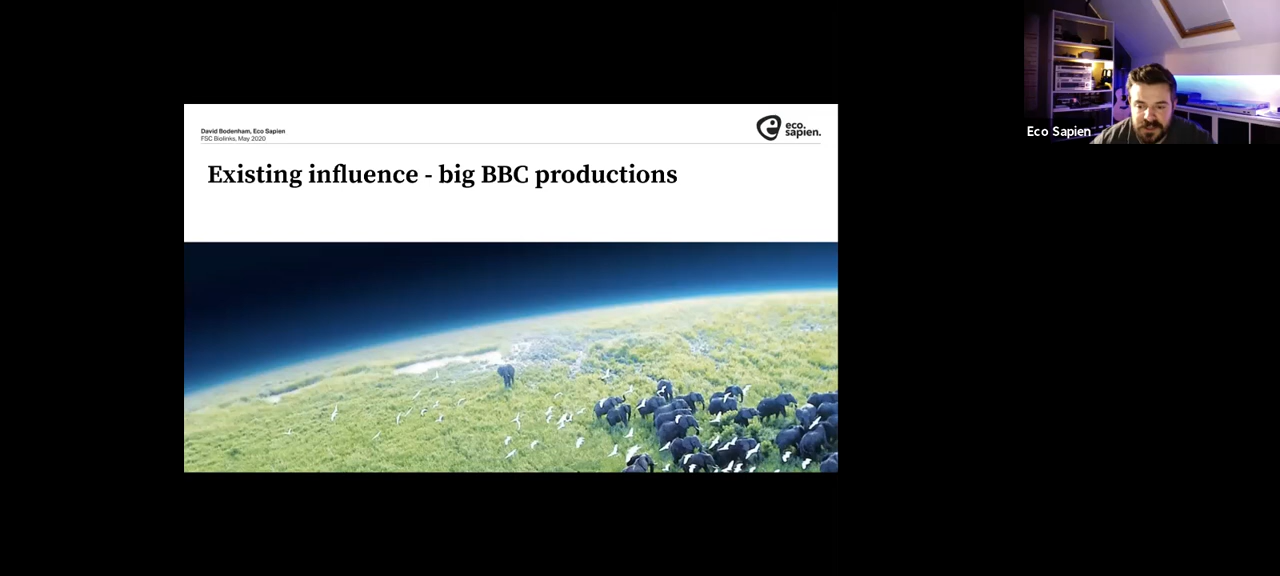 David Bodenham, Eco Sapien
FSC Biolinks, May 2020
eco.
sapien.
Existing influence - big BBC productions
Eco Sapien